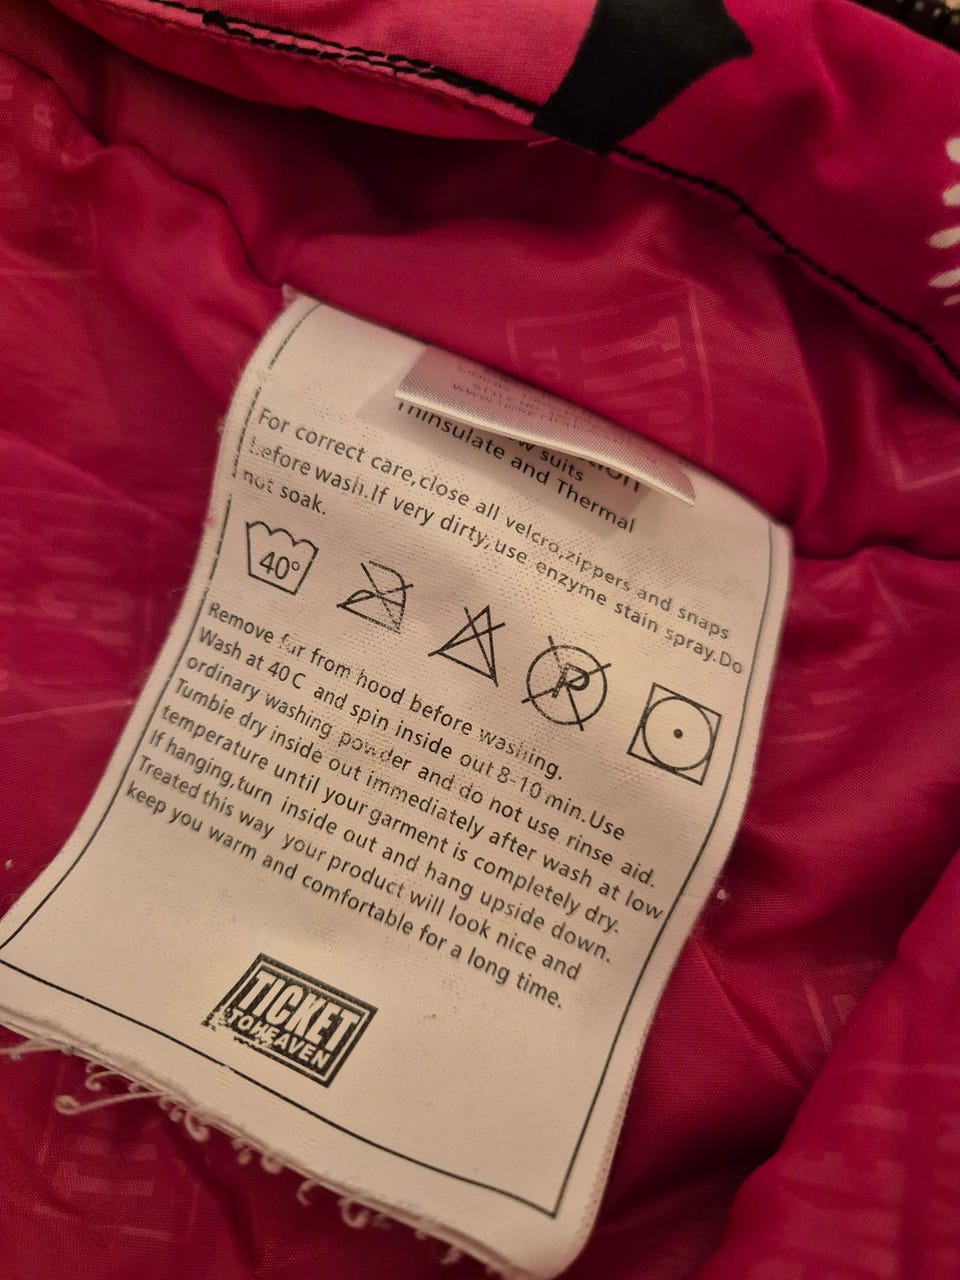 w suits
Thinsulate and Thermal
For correct care,close all velcro,zippers and snaps
before wash.If very dirty,use enzyme stain spray.Do
not soak.
40°
P
Remove fur from hood before washing.
Wash at 40 C and spin inside out 8-10 min.Use
ordinary washing powder and do not use rinse aid.
Tumbie dry inside out immediately after wash at low
temperature until your garment is completely dry.
If hanging,turn inside out and hang upside down.
Treated this way your product will look nice and
keep you warm and comfortable for a long time.
TICKET
TO HEAVEN